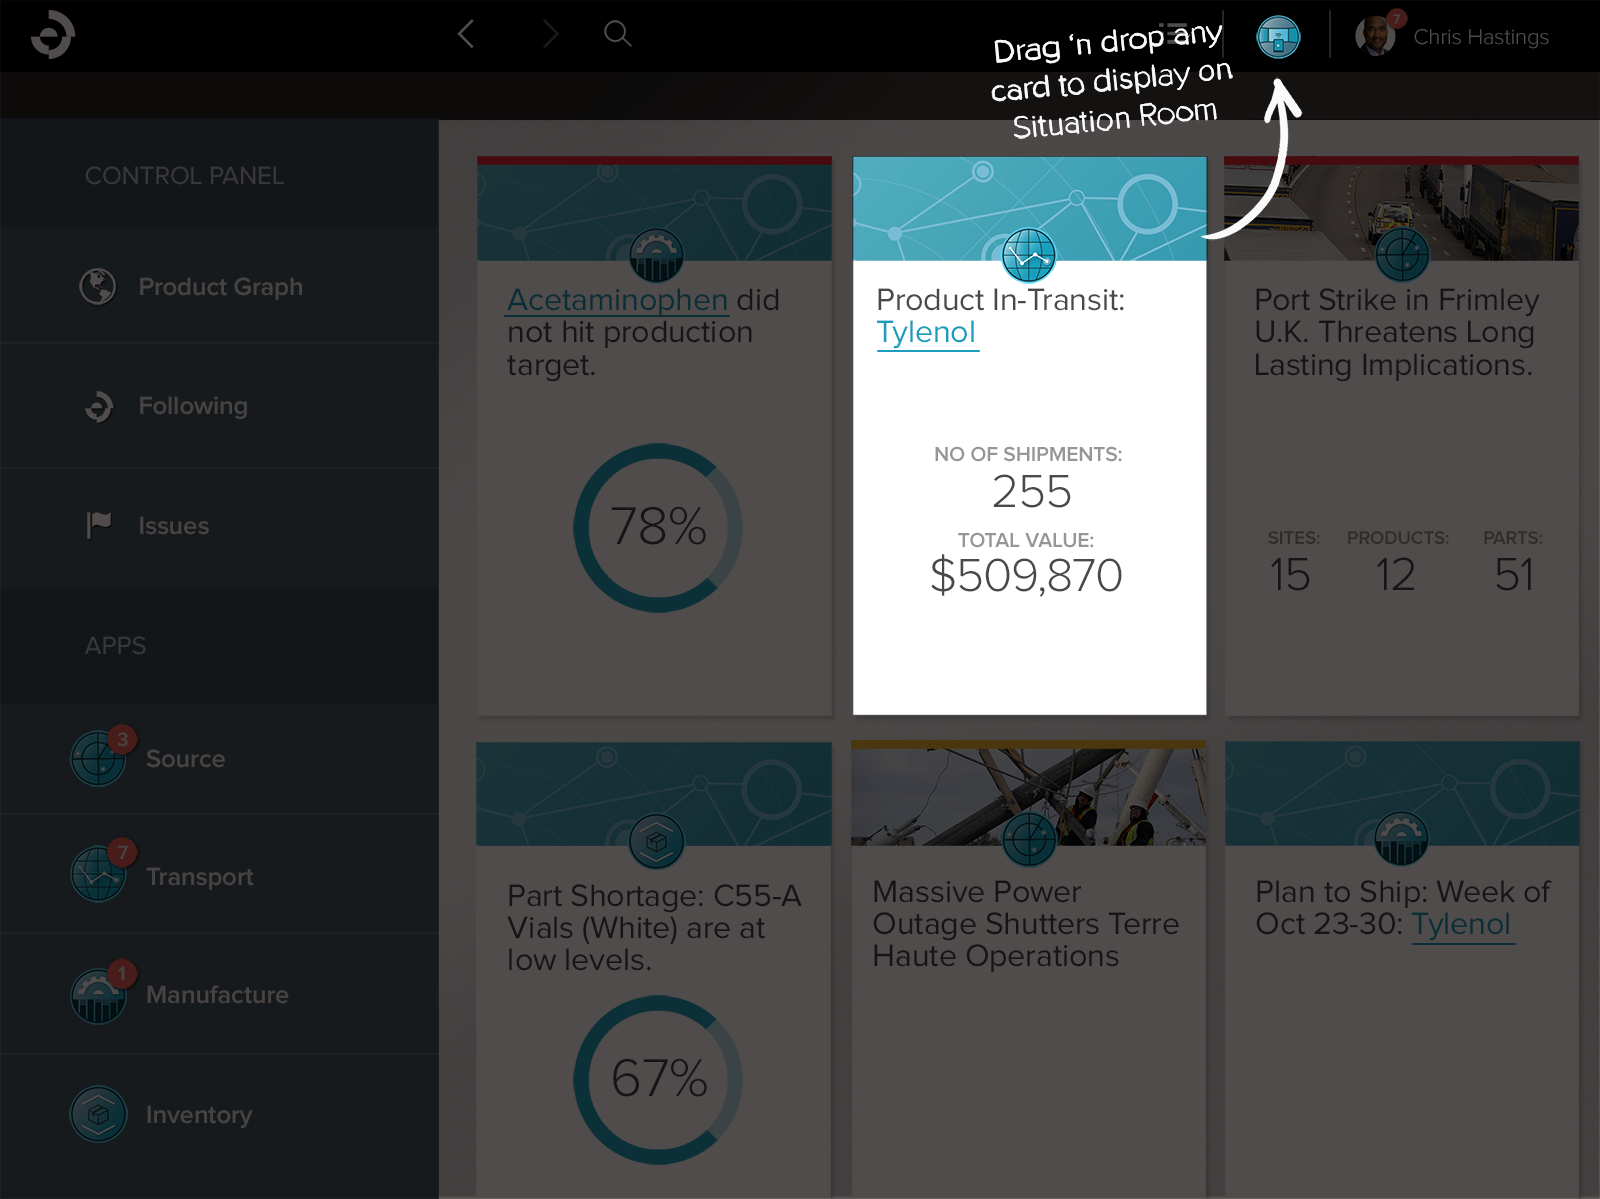 7
Chris Hastings
Drag ‘n drop any
card to display on
Situation Room
CONTROL PANEL
Product Graph
Following
Issues
APPS
3
Source
7
Transport
1
Manufacture
Inventory
Acetaminophen did
not hit production
target.
78%
Product In-Transit:
Tylenol
NO OF SHIPMENTS:
255
TOTAL VALUE:
$509,870
Port Strike in Frimley
U.K. Threatens Long
Lasting Implications.
SITES: PRODUCTS: PARTS:
15 12 51
Part Shortage: C55-A
Vials (White) are at
low levels.
67%
Massive Power
Outage Shutters Terre
Haute Operations
Plan to Ship: Week of
Oct 23-30: Tylenol